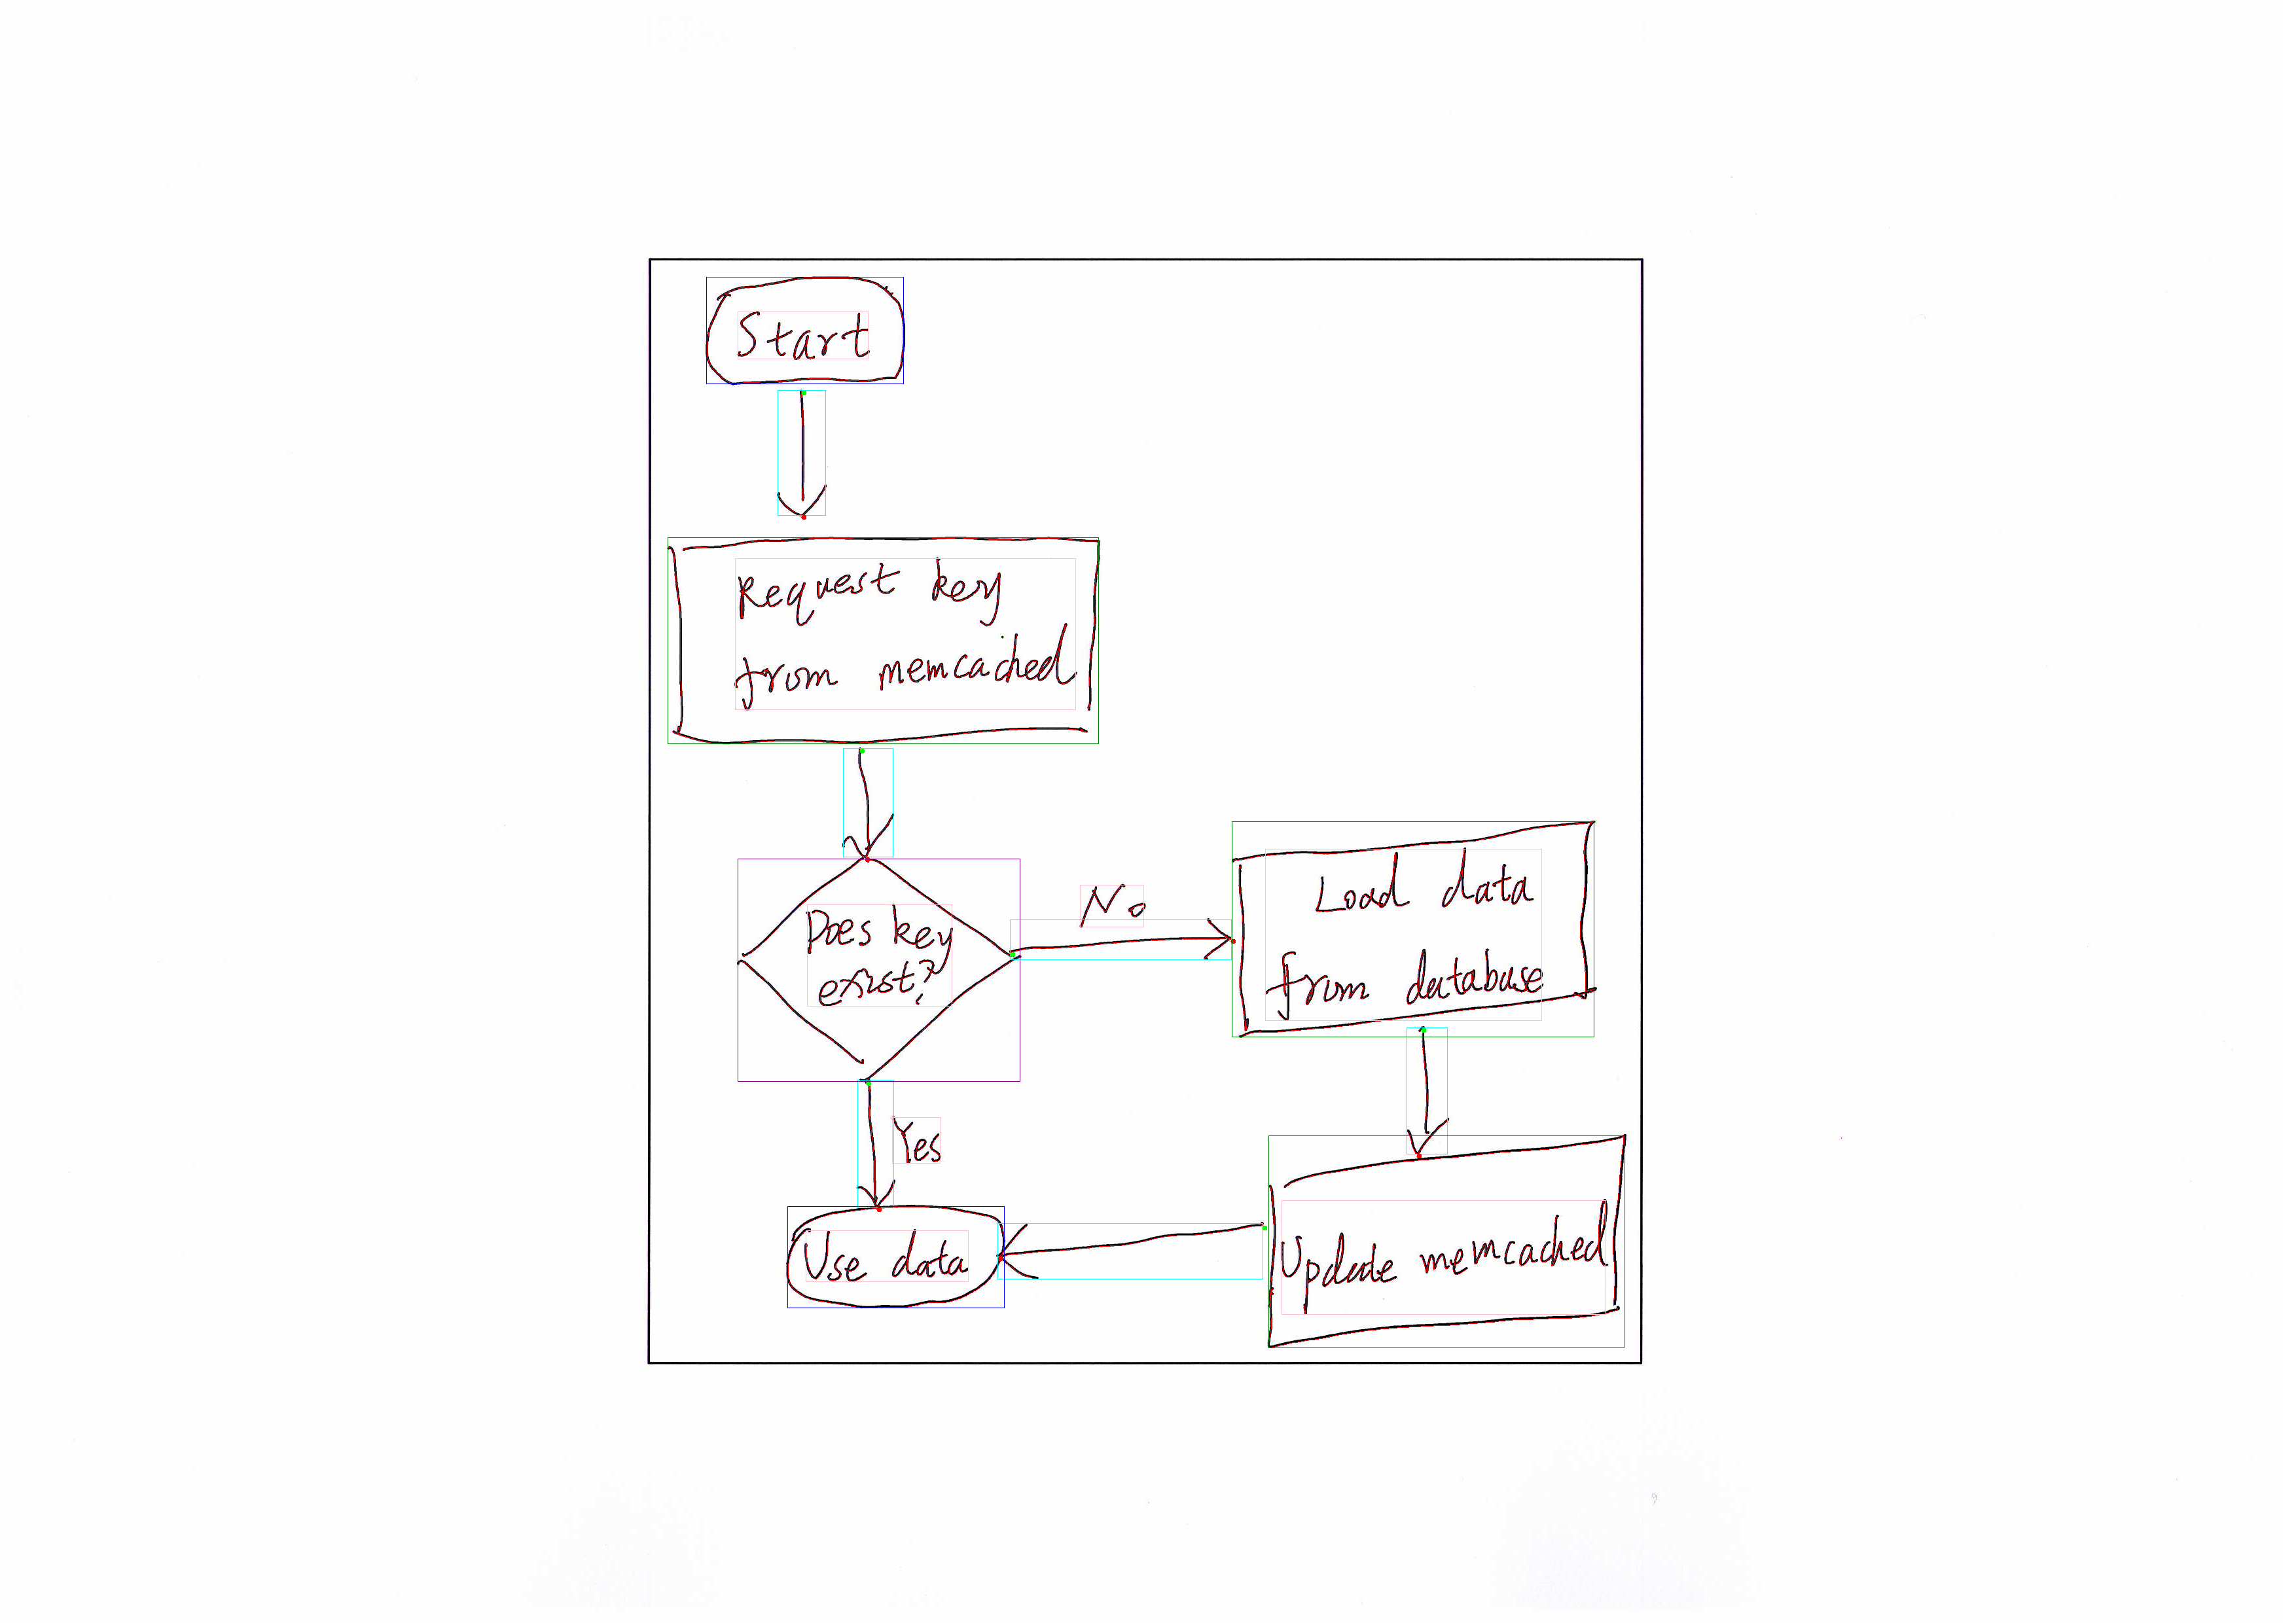 Start
Request key
from memcached
Does key
exist?
No
Load data
from database
Yes
Use data
Update memcached